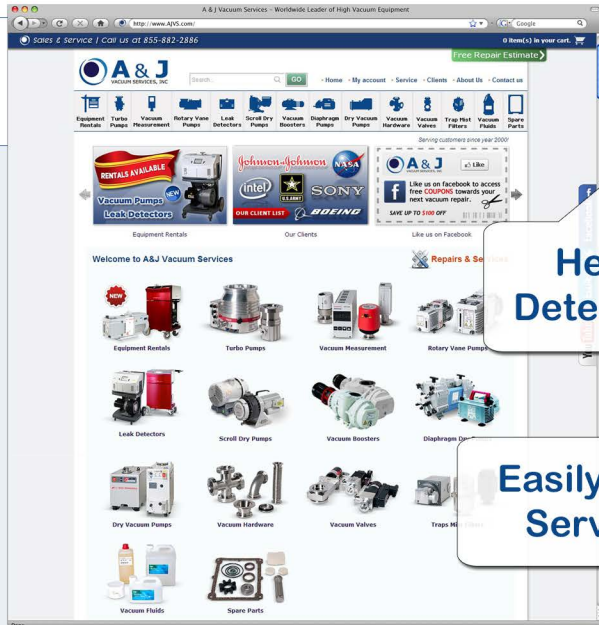 A & J Vacuum Services - Worldwide Leader of High Vacuum Equipment
http://www.AJVS.com/
Google
Sales & Service / Call us at 855-882-2886
0 item(s) in your cart.
Free Repair Estimate
A & J
VACUUM SERVICES, INC
Search..
GO
Home
My account
Service
Clients
About Us
Contact us
Equipment Rentals
Turbo Pumps
Vacuum Measurement
Rotary Vane Pumps
Leak Detectors
Scroll Dry Pumps
Vacuum Boosters
Diaphragm Pumps
Dry Vacuum Pumps
Vacuum Hardware
Vacuum Valves
Trap Mist Filters
Vacuum Fluids
Spare Parts
Serving customers since year 2000!
RENTALS AVAILABLE
NEW
Vacuum Pumps
Leak Detectors
Johnson & Johnson
NASA
intel
U.S.ARMY
SONY
OUR CLIENT LIST
BOEING
A & J
VACUUM SERVICES, INC
Like
f
Like us on facebook to access
free COUPONS towards your
next vacuum repair.
SAVE UP TO $100 OFF
Equipment Rentals
Our Clients
Like us on Facebook
Welcome to A&J Vacuum Services
Repairs & Se
He
Dete
NEW
Equipment Rentals
Turbo Pumps
Vacuum Measurement
Rotary Vane Pumps
You
Leak Detectors
Scroll Dry Pumps
Vacuum Boosters
Diaphragm Dr
Easily
Serv
Dry Vacuum Pumps
Vacuum Hardware
Vacuum Valves
Traps Mi
Vacuum Fluids
Spare Parts